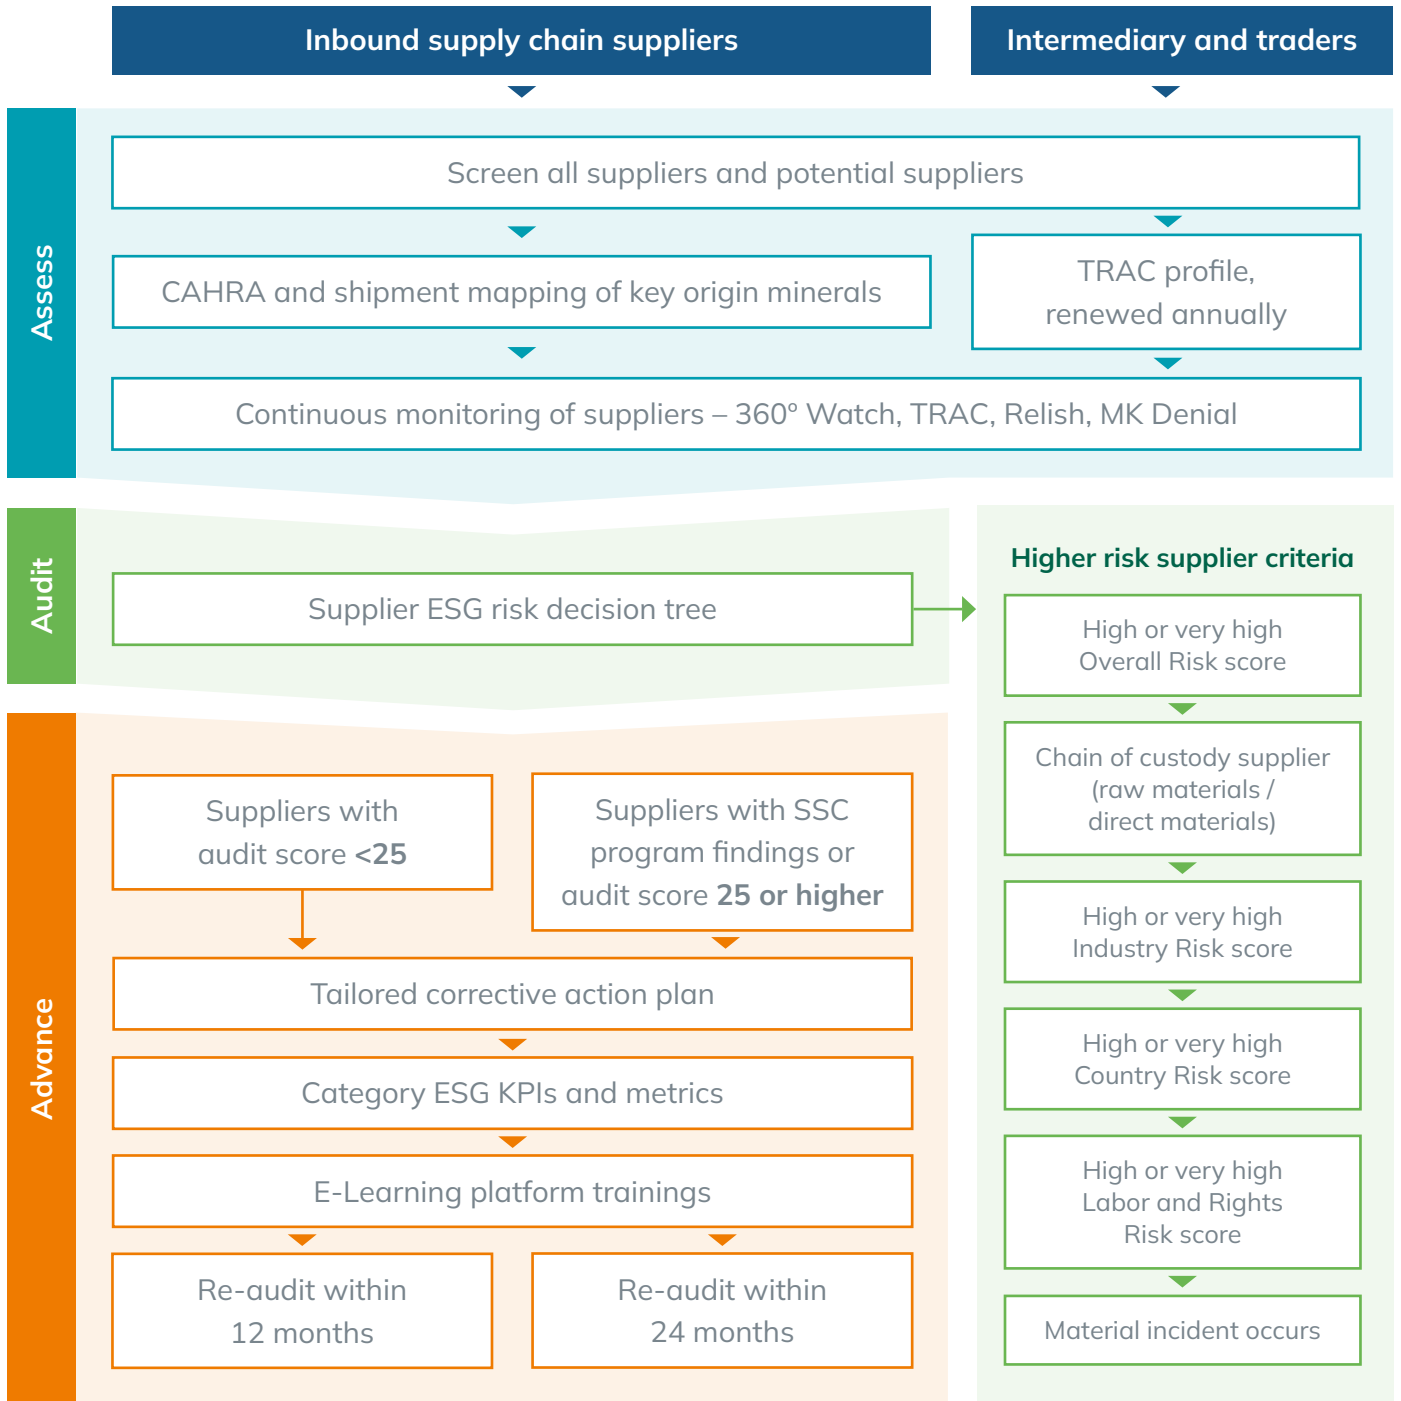 Inbound supply chain suppliers
Intermediary and traders
Assess
Screen all suppliers and potential suppliers
CAHRA and shipment mapping of key origin minerals
TRAC profile,
renewed annually
Continuous monitoring of suppliers – 360º Watch, TRAC, Relish, MK Denial
Audit
Supplier ESG risk decision tree
Higher risk supplier criteria
High or very high
Overall Risk score
Chain of custody supplier
(raw materials /
direct materials)
High or very high
Industry Risk score
High or very high
Country Risk score
High or very high
Labor and Rights
Risk score
Material incident occurs
Advance
Suppliers with
audit score <25
Suppliers with SSC
program findings or
audit score 25 or higher
Tailored corrective action plan
Category ESG KPIs and metrics
E-Learning platform trainings
Re-audit within
12 months
Re-audit within
24 months